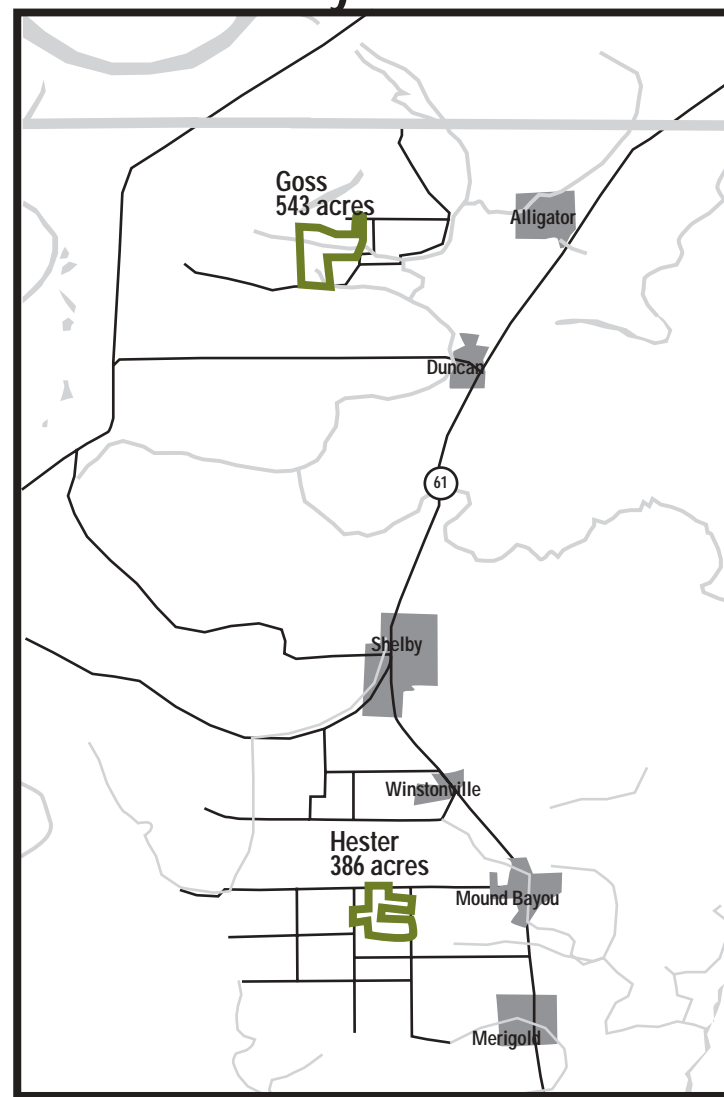 Goss
543 acres
Alligator
Duncan
61
Shelby
Winstonville
Hester
386 acres
Mound Bayou
Merigold